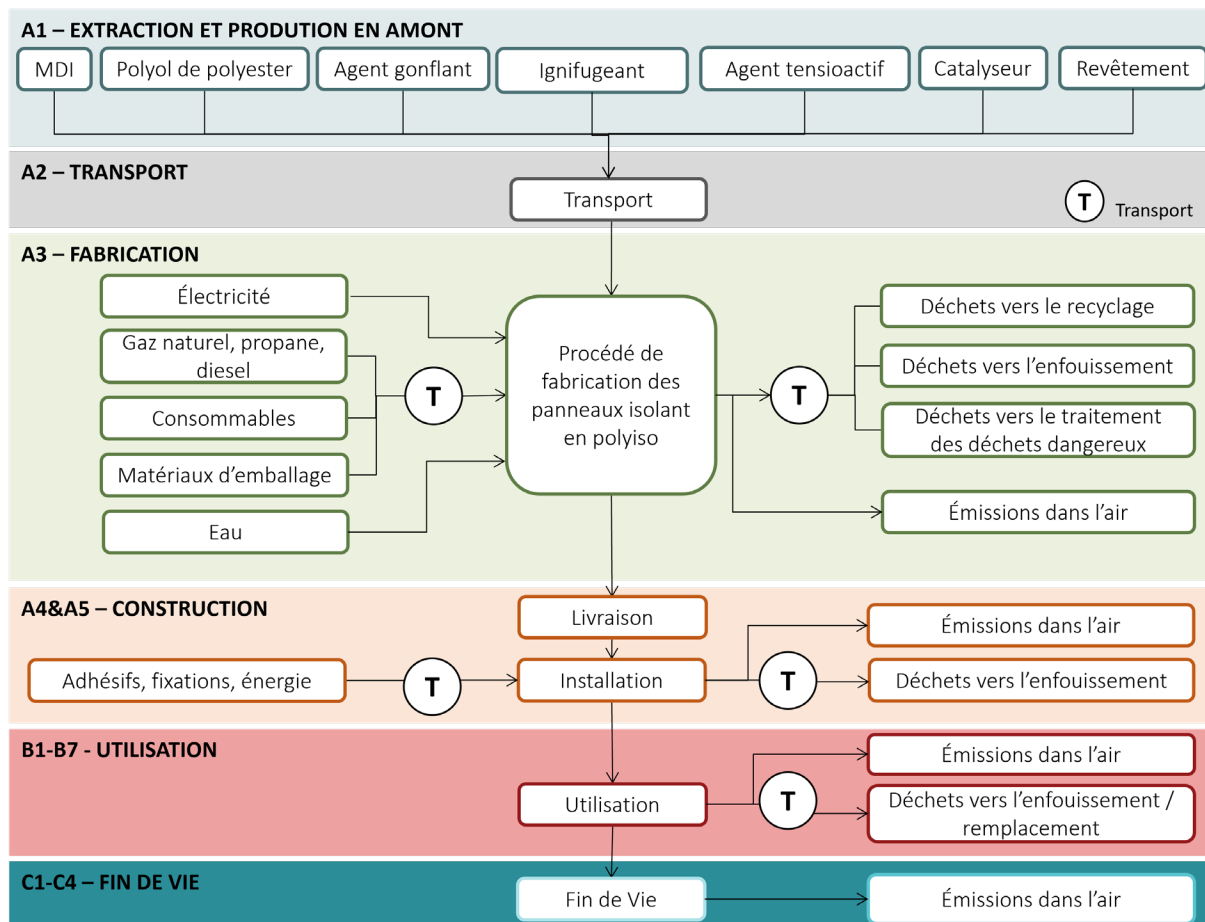 A1 – EXTRACTION ET PRODUTION EN AMONT
MDI
Polyol de polyester
Agent gonflant
Ignifugeant
Agent tensioactif
Catalyseur
Revêtement
A2 – TRANSPORT
Transport
T
Transport
A3 – FABRICATION
Électricité
Gaz naturel, propane,
diesel
Consommables
Matériaux d'emballage
Eau
T
Procédé de
fabrication des
panneaux isolant
en polyiso
T
Déchets vers le recyclage
Déchets vers l'enfouissement
Déchets vers le traitement
des déchets dangereux
Émissions dans l'air
A4&A5 – CONSTRUCTION
Livraison
Émissions dans l'air
Adhésifs, fixations, énergie
T
Installation
T
Déchets vers l'enfouissement
B1-B7 - UTILISATION
Émissions dans l'air
Utilisation
T
Déchets vers l'enfouissement /
remplacement
C1-C4 – FIN DE VIE
Fin de Vie
Émissions dans l'air